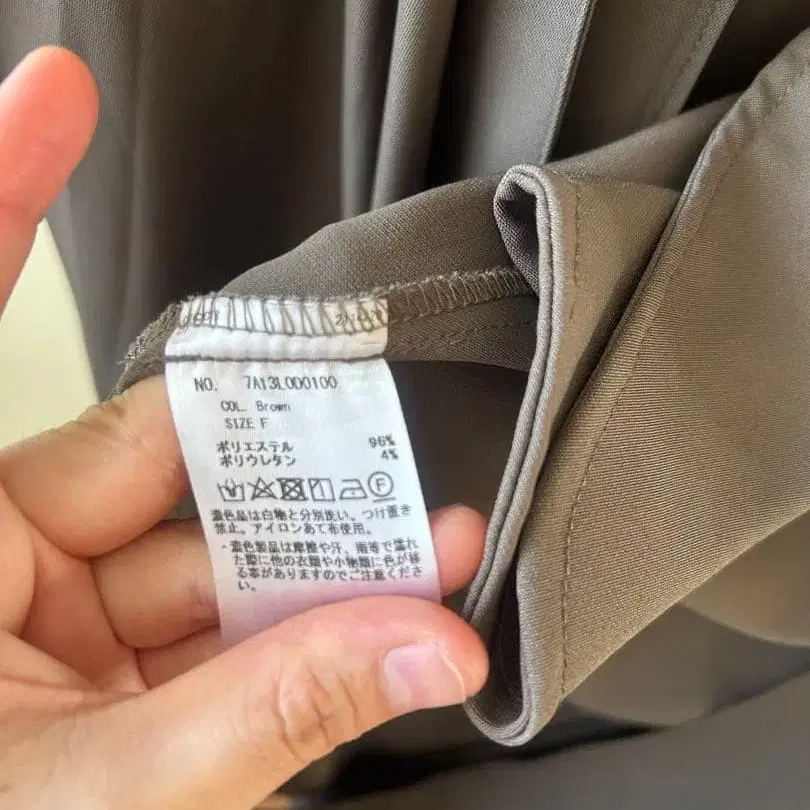 NO. 7A13L0D0100
COL. Brown
SIZE F
ポリエステル 96%
ポリウレタン 4%
F
濃色品は白物と分別洗い。つけ置き
禁止。アイロンあて布使用。
・濃色製品は摩擦や汗、雨等で濡れ
た際に他の衣類や小物類に色が移
る事がありますのでご注意くださ
い。